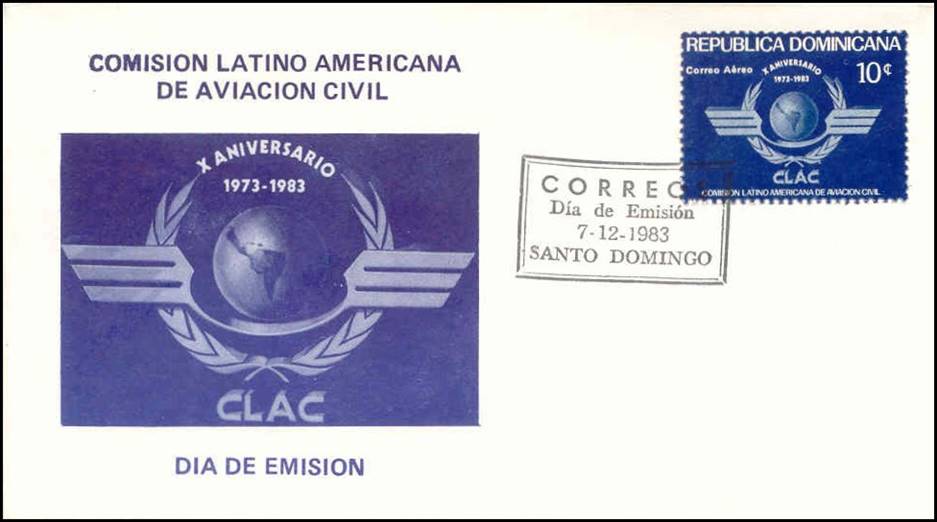 COMISION LATINO AMERICANA
DE AVIACION CIVIL
X ANIVERSARIO
1973-1983
CLAC
DIA DE EMISION
REPUBLICA DOMINICANA
Correo Aéreo
10¢
X ANIVERSARIO
1973-1983
CLAC
COMISION LATINO AMERICANA DE AVIACION CIVIL
CORREO
Día de Emisión
7-12-1983
SANTO DOMINGO